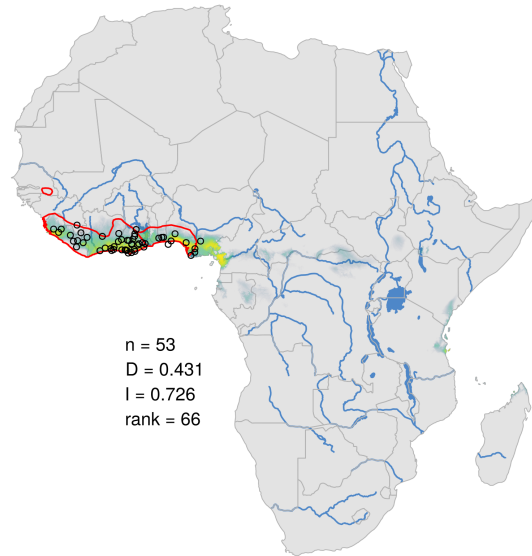 n = 53
D = 0.431
I = 0.726
rank = 66